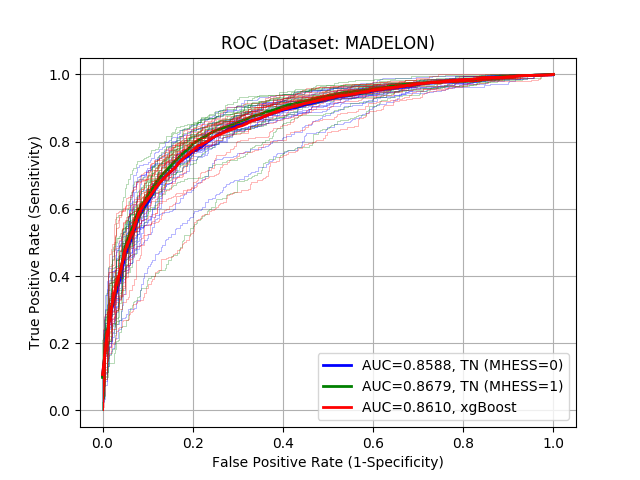 ROC (Dataset: MADELON)
True Positive Rate (Sensitivity)
1.0
0.8
0.6
0.4
0.2
0.0
AUC=0.8588, TN (MHESS=0)
AUC=0.8679, TN (MHESS=1)
AUC=0.8610, xgBoost
0.0 0.2 0.4 0.6 0.8 1.0
False Positive Rate (1-Specificity)